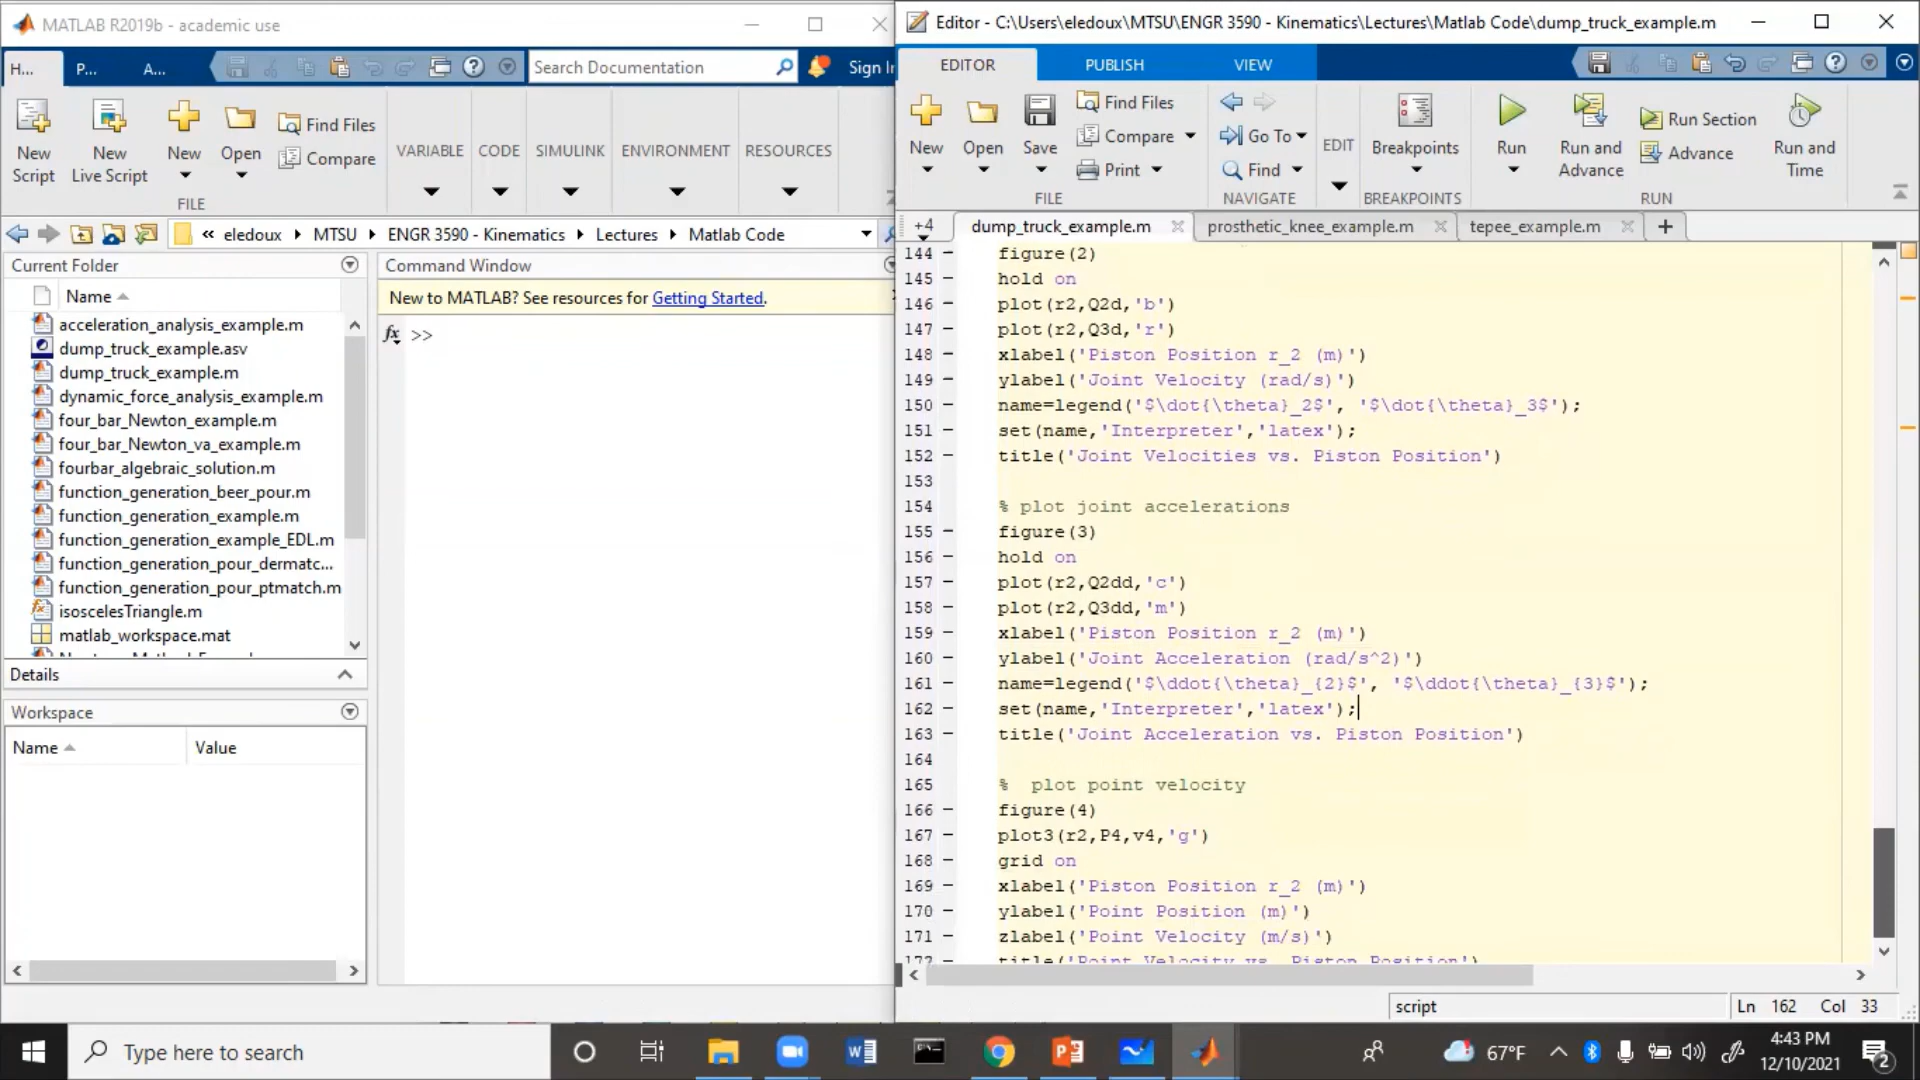 MATLAB R2019b - academic use
H...
P...
A...
Search Documentation
Sign In
New Script
New Live Script
New
Open
Find Files
Compare
FILE
VARIABLE
CODE
SIMULINK
ENVIRONMENT
RESOURCES
« eledoux MTSU ENGR 3590 - Kinematics Lectures Matlab Code
Current Folder
Name
acceleration_analysis_example.m
dump_truck_example.asv
dump_truck_example.m
dynamic_force_analysis_example.m
four_bar_Newton_example.m
four_bar_Newton_va_example.m
fourbar_algebraic_solution.m
function_generation_beer_pour.m
function_generation_example.m
function_generation_example_EDL.m
function_generation_pour_dermatc...
function_generation_pour_ptmatch.m
isoscelesTriangle.m
matlab_workspace.mat
Details
Workspace
Name Value
Command Window
New to MATLAB? See resources for Getting Started.
fx >>
Editor - C:\Users\eledoux\MTSU\ENGR 3590 - Kinematics\Lectures\Matlab Code\dump_truck_example.m
EDITOR
PUBLISH
VIEW
New
Open
Save
Find Files
Compare
Print
FILE
Go To
Find
NAVIGATE
EDIT
Breakpoints
BREAKPOINTS
Run
Run and Advance
Run Section
Advance
Run and Time
RUN
+4
dump_truck_example.m
prosthetic_knee_example.m
tepee_example.m
144 - figure(2)
145 - hold on
146 - plot(r2,Q2d,'b')
147 - plot(r2,Q3d,'r')
148 - xlabel('Piston Position r_2 (m)')
149 - ylabel('Joint Velocity (rad/s)')
150 - name=legend('$\dot{\theta}_2$', '$\dot{\theta}_3$');
151 - set(name,'Interpreter','latex');
152 - title('Joint Velocities vs. Piston Position')
153
154 % plot joint accelerations
155 - figure(3)
156 - hold on
157 - plot(r2,Q2dd,'c')
158 - plot(r2,Q3dd,'m')
159 - xlabel('Piston Position r_2 (m)')
160 - ylabel('Joint Acceleration (rad/s^2)')
161 - name=legend('$\ddot{\theta}_{2}$', '$\ddot{\theta}_{3}$');
162 - set(name,'Interpreter','latex');
163 - title('Joint Acceleration vs. Piston Position')
164
165 % plot point velocity
166 - figure(4)
167 - plot3(r2,P4,v4,'g')
168 - grid on
169 - xlabel('Piston Position r_2 (m)')
170 - ylabel('Point Position (m)')
171 - zlabel('Point Velocity (m/s)')
172 - title('Point Velocity vs. Piston Position')
script
Ln 162 Col 33
Type here to search
67°F
4:43 PM
12/10/2021
2